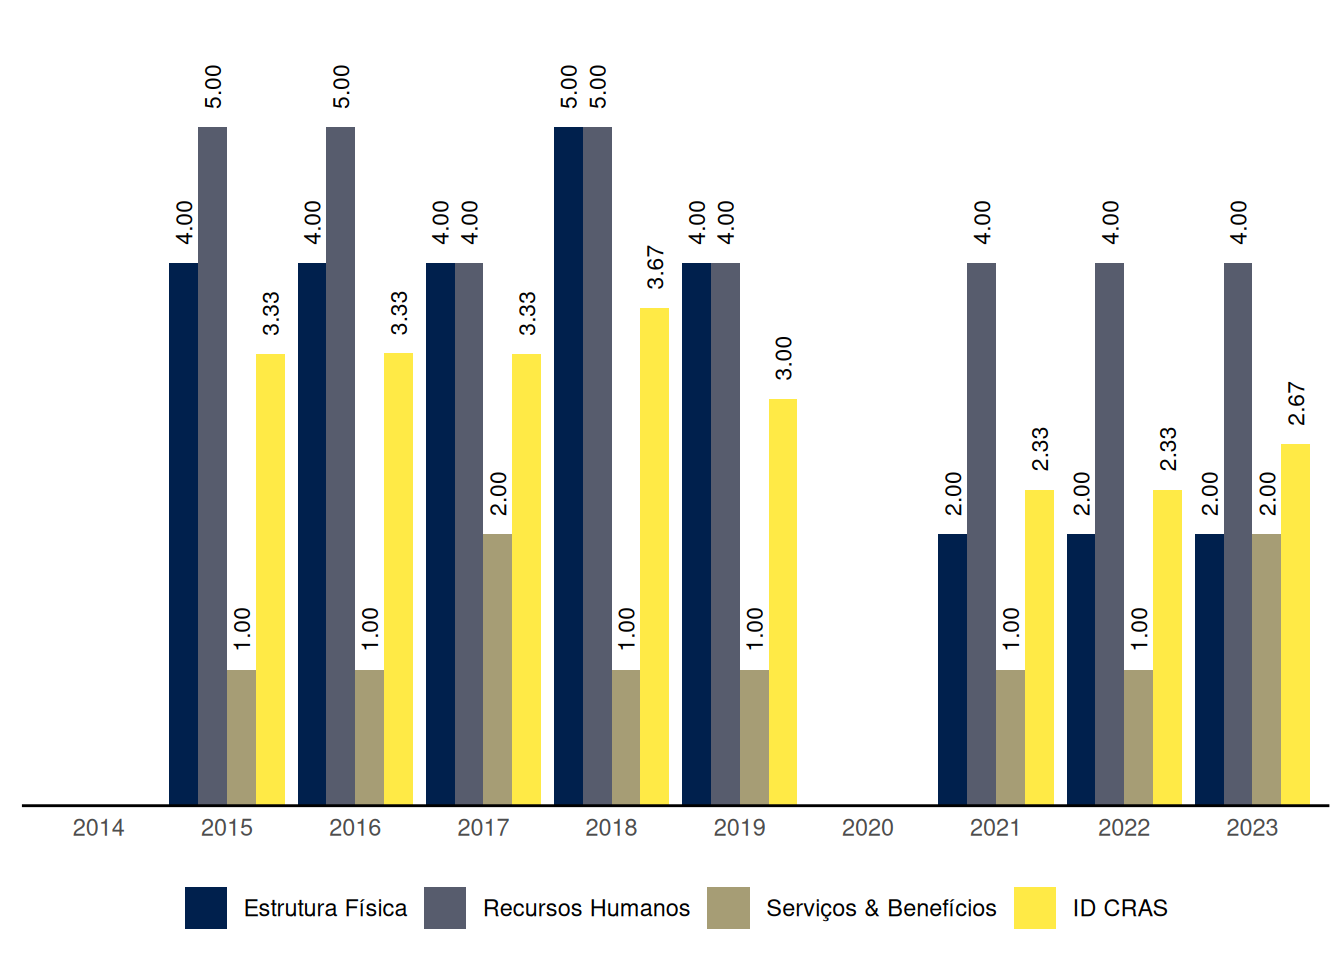 5.00 5.00 5.00 5.00
4.00 4.00 4.00 4.00 4.00 4.00 4.00 4.00 4.00
3.67
3.33 3.33 3.33
3.00
2.67
2.33 2.33
2.00 2.00 2.00 2.00 2.00
1.00 1.00 1.00 1.00 1.00 1.00
2014 2015 2016 2017 2018 2019 2020 2021 2022 2023
Estrutura Física Recursos Humanos Serviços & Benefícios ID CRAS